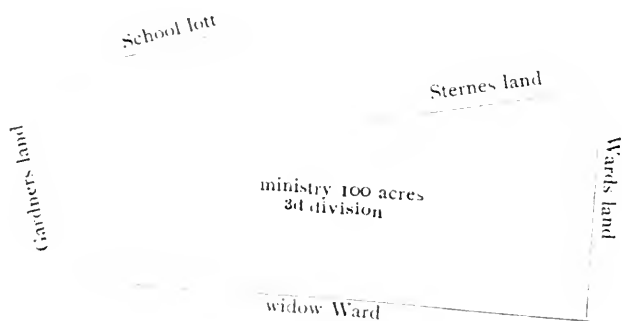 School lott
Sternes land
Gardners land
Wards land
ministry 100 acres
3d division
widow Ward